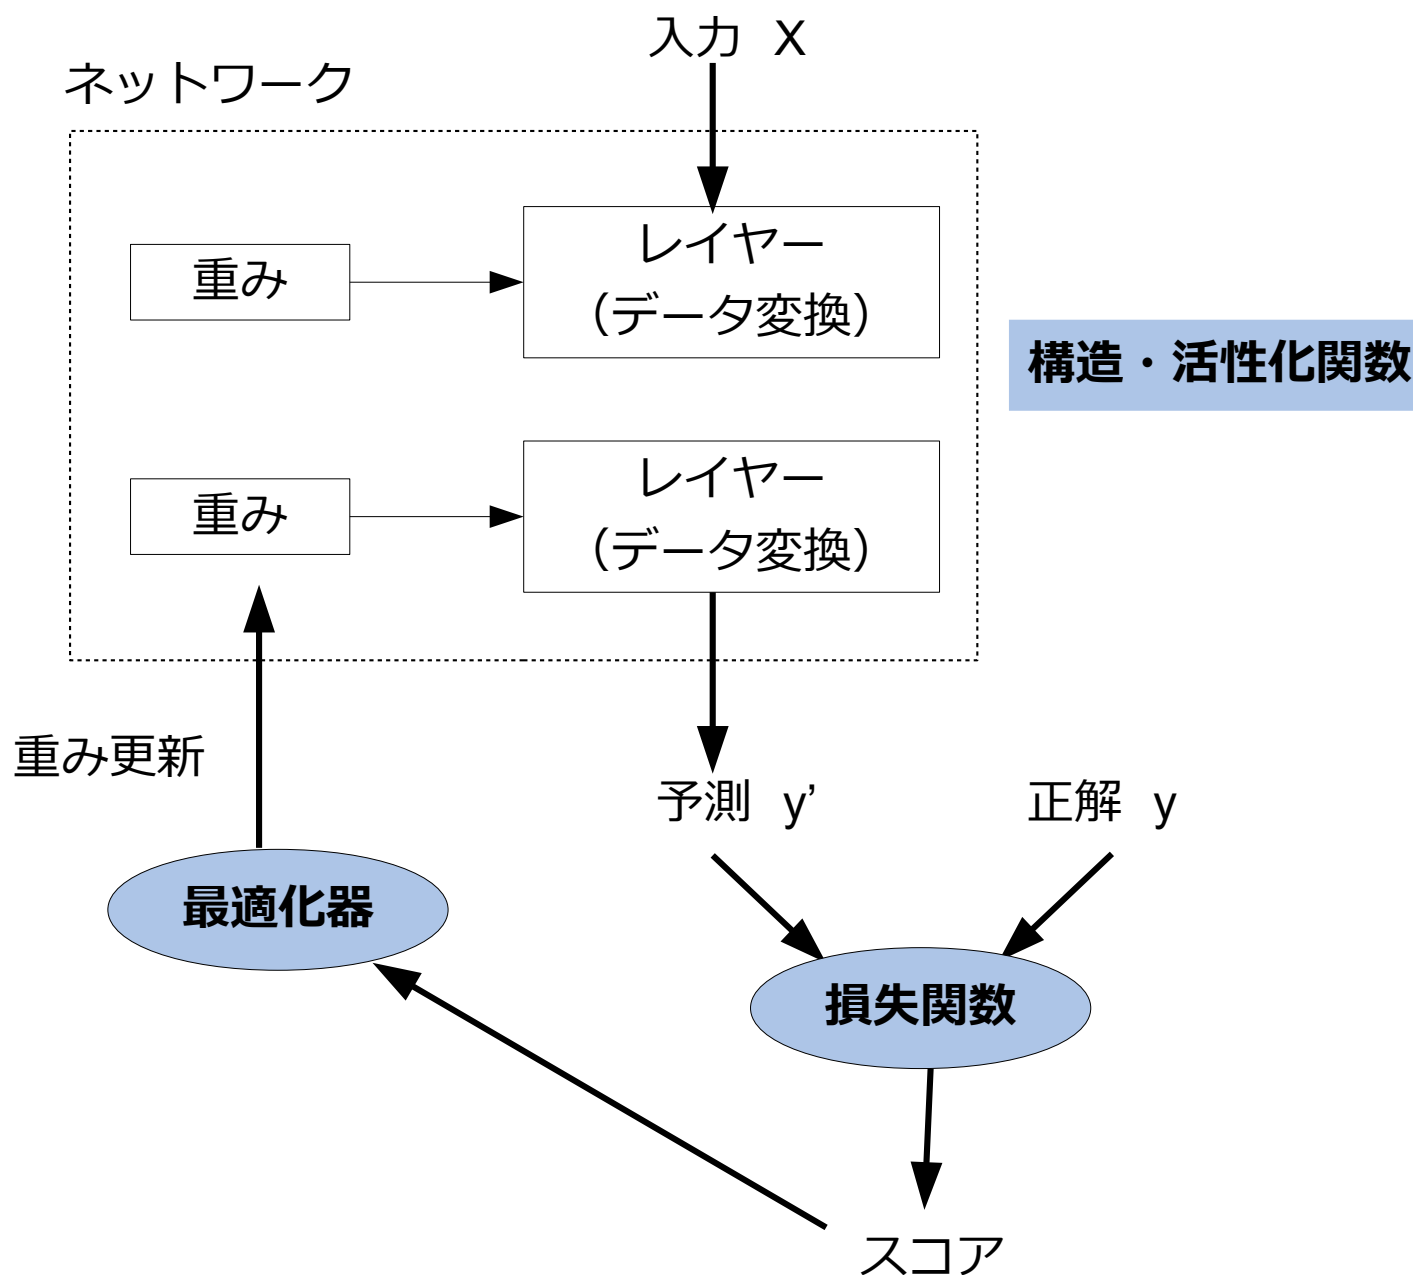 入力 X
ネットワーク
重み
レイヤー
（データ変換）
構造・活性化関数
重み
レイヤー
（データ変換）
重み更新
予測 y’
正解 y
最適化器
損失関数
スコア